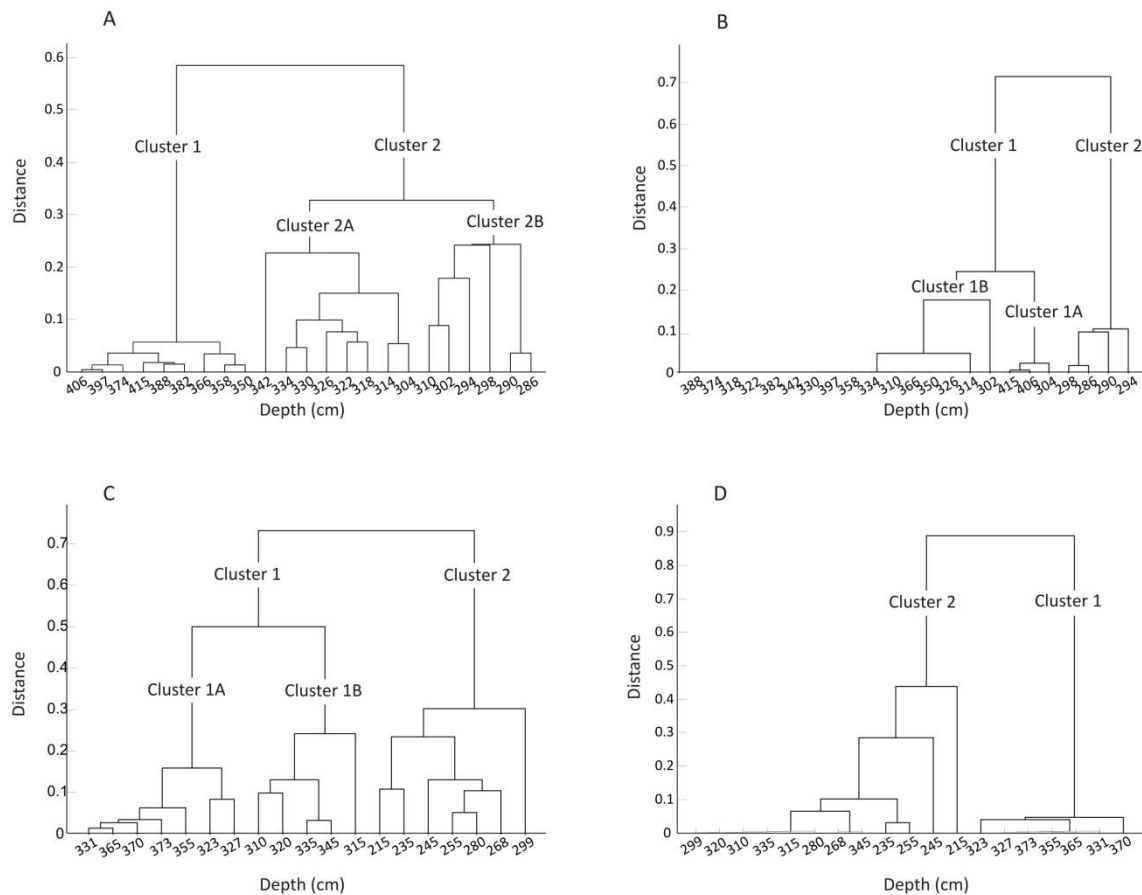 A
0.6
0.5
0.4
0.3
0.2
0.1
0
Distance
Cluster 1
Cluster 2
Cluster 2A
Cluster 2B
406 397 374 415 388 382 366 358 350 342 334 330 326 322 318 314 304 310 302 294 298 290 286
Depth (cm)
B
0.7
0.6
0.5
0.4
0.3
0.2
0.1
0
Distance
Cluster 1
Cluster 2
Cluster 1B
Cluster 1A
388 374 318 322 382 342 330 397 358 334 310 366 350 326 314 302 415 406 304 298 286 290 294
Depth (cm)
C
0.7
0.6
0.5
0.4
0.3
0.2
0.1
0
Distance
Cluster 1
Cluster 2
Cluster 1A
Cluster 1B
331 365 370 373 355 323 327 310 320 335 345 315 215 235 245 255 280 268 299
Depth (cm)
D
0.9
0.8
0.7
0.6
0.5
0.4
0.3
0.2
0.1
0
Distance
Cluster 2
Cluster 1
299 320 310 335 315 280 268 345 235 255 245 215 323 327 373 355 365 331 370
Depth (cm)